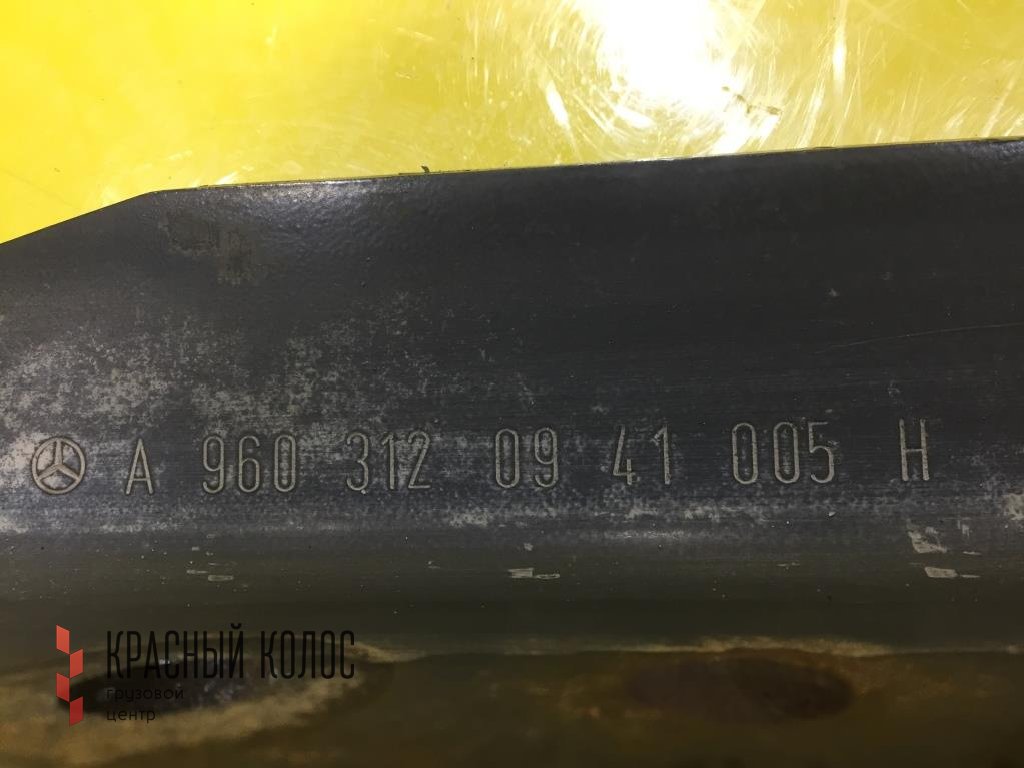 A 960 312 09 41 005 H
КРАСНЫЙ КОЛОС
грузовой
центр